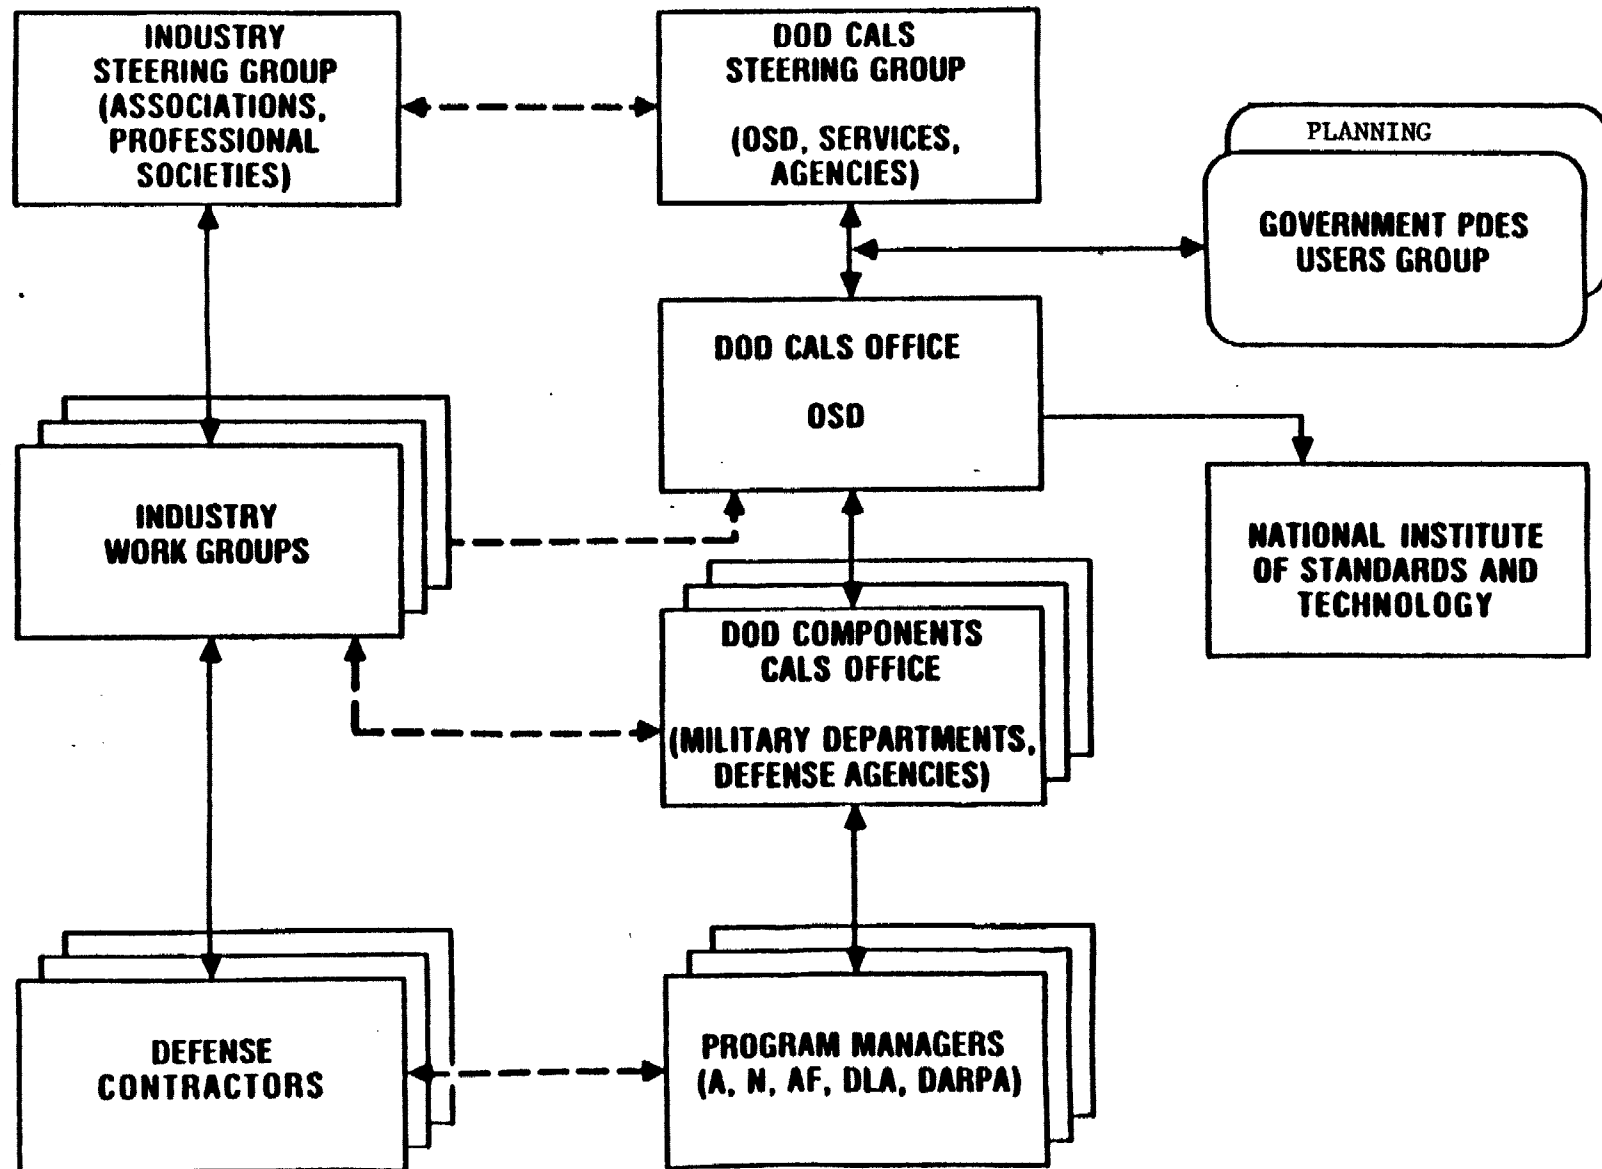 INDUSTRY
STEERING GROUP
(ASSOCIATIONS,
PROFESSIONAL
SOCIETIES)
DOD CALS
STEERING GROUP
(OSD, SERVICES,
AGENCIES)
PLANNING
GOVERNMENT PDES
USERS GROUP
DOD CALS OFFICE
OSD
INDUSTRY
WORK GROUPS
NATIONAL INSTITUTE
OF STANDARDS AND
TECHNOLOGY
DOD COMPONENTS
CALS OFFICE
(MILITARY DEPARTMENTS,
DEFENSE AGENCIES)
DEFENSE
CONTRACTORS
PROGRAM MANAGERS
(A, N, AF, DLA, DARPA)